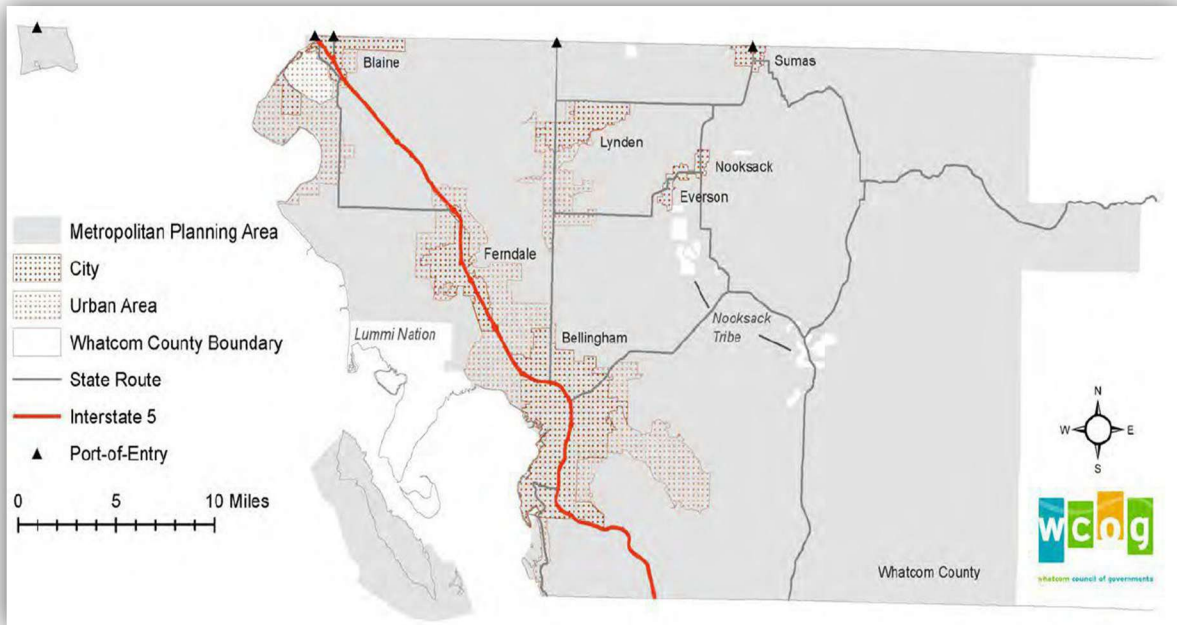 Blaine
Sumas
Lynden
Nooksack
Everson
Metropolitan Planning Area
City
Ferndale
Urban Area
Nooksack
Tribe
Whatcom County Boundary
Lummi Nation
Bellingham
State Route
Interstate 5
Port-of-Entry
N
W E
S
0 5 10 Miles
wcog
whatcom council of governments
Whatcom County